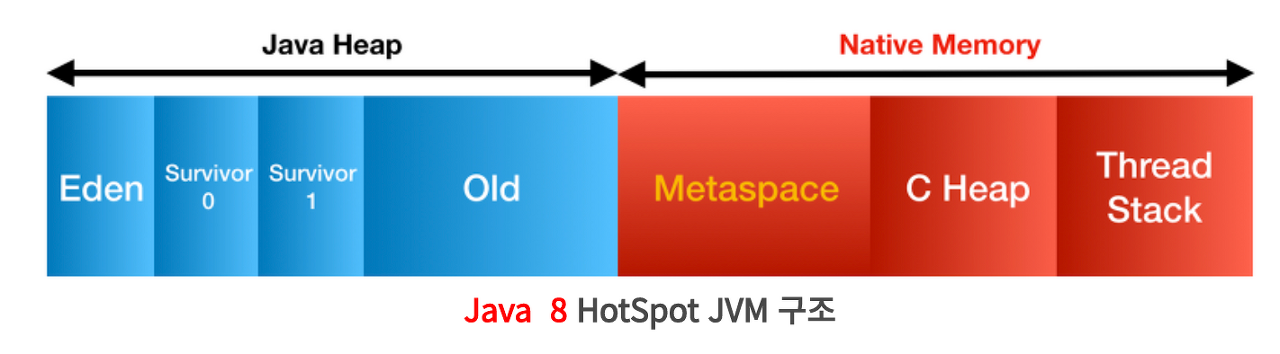 Java Heap
Native Memory
Eden
Survivor
0
Survivor
1
Old
Metaspace
C Heap
Thread
Stack
Java 8 HotSpot JVM 구조